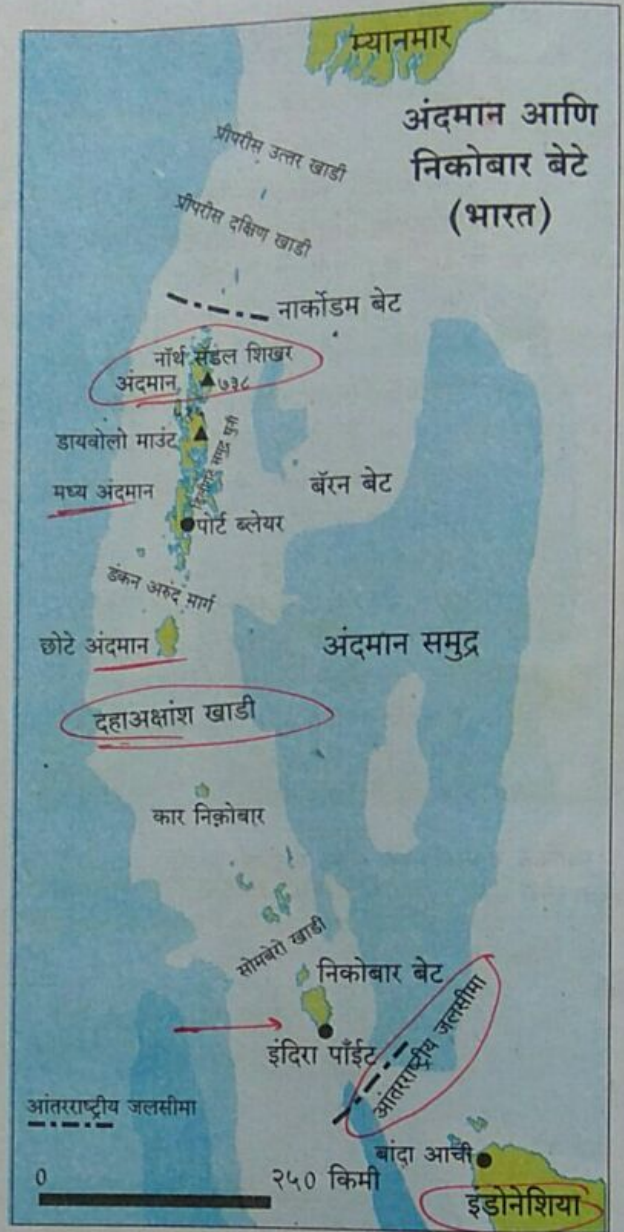 म्यानमार
अंदमान आणि
निकोबार बेटे
(भारत)
प्रीपरीस उत्तर खाडी
प्रीपरीस दक्षिण खाडी
नार्कोडम बेट
नॉर्थ सॅडल शिखर
अंदमान
७३८
डायवोलो माउंट
मध्य अंदमान
बॅरन बेट
पोर्ट ब्लेयर
डंकन अरुंद मार्ग
छोटे अंदमान
अंदमान समुद्र
दहाअक्षांश खाडी
कार निकोबार
सोमब्रेरो खाडी
निकोबार बेट
इंदिरा पॉईंट
आंतरराष्ट्रीय जलसीमा
आंतरराष्ट्रीय जलसीमा
बांदा आची
0 २५० किमी
इंडोनेशिया